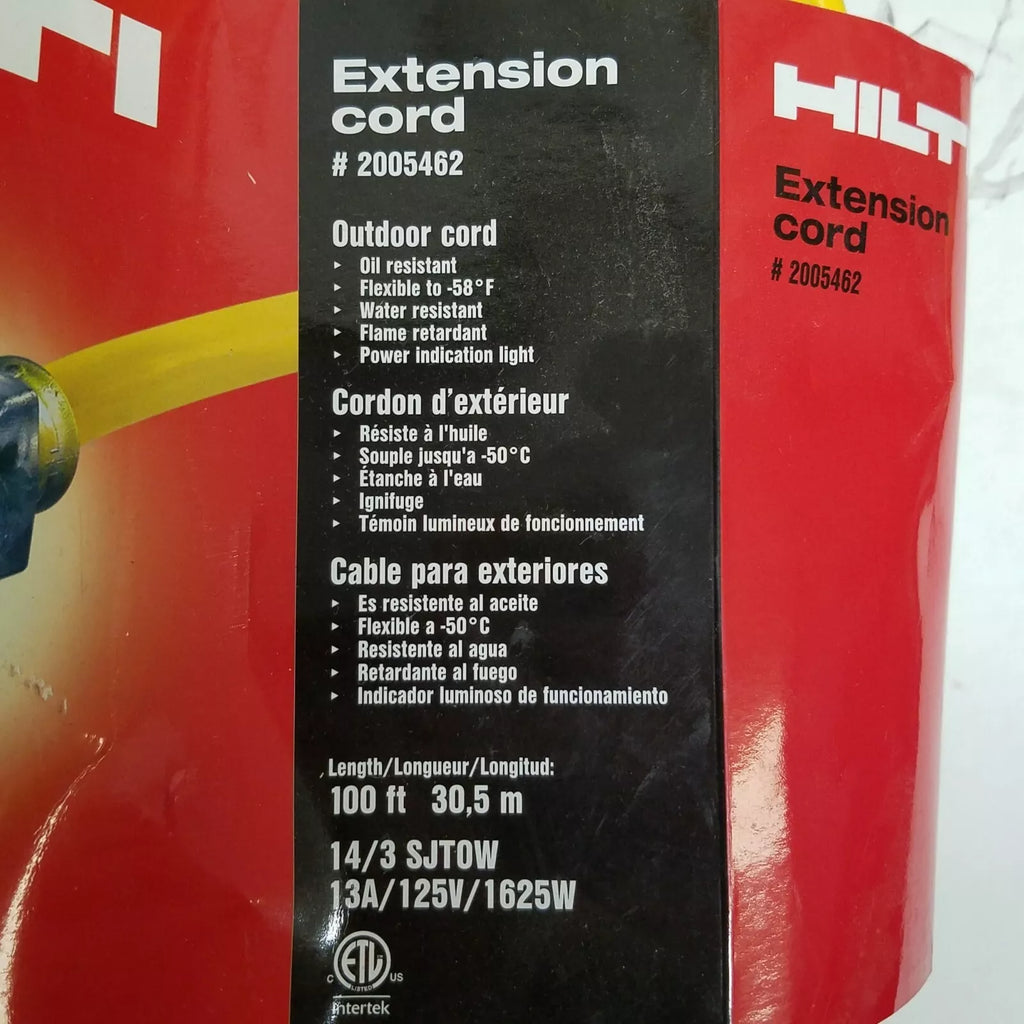 Extension
cord
# 2005462
Outdoor cord
‣ Oil resistant
‣ Flexible to -58°F
‣ Water resistant
‣ Flame retardant
‣ Power indication light
Cordon d'extérieur
‣ Résiste à l'huile
‣ Souple jusqu'a -50°C
‣ Étanche à l'eau
‣ Ignifuge
‣ Témoin lumineux de foncionnement
Cable para exteriores
‣ Es resistente al aceite
‣ Flexible a -50°C
‣ Resistente al agua
‣ Retardante al fuego
‣ Indicador luminoso de funcionamiento
Length/Longueur/Longitud:
100 ft 30,5 m
14/3 SJTOW
13A/125V/1625W
C ETL US
LISTED
Intertek
HILT
Extension
cord
# 2005462